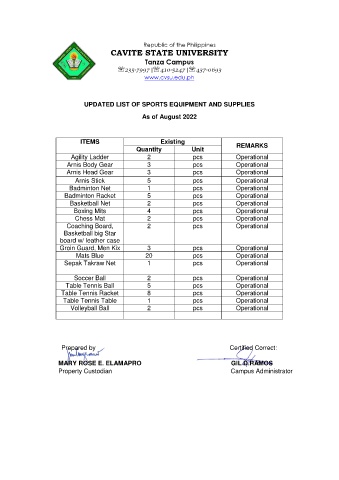 Republic of the Philippines
CAVITE STATE UNIVERSITY
Tanza Campus
☏235-7997 |☏410-5247 |☏437-0693
www.cvsu.edu.ph
UPDATED LIST OF SPORTS EQUIPMENT AND SUPPLIES
As of August 2022
ITEMS Existing REMARKS
Quantity Unit
Agility Ladder 2 pcs Operational
Arnis Body Gear 3 pcs Operational
Arnis Head Gear 3 pcs Operational
Arnis Stick 5 pcs Operational
Badminton Net 1 pcs Operational
Badminton Racket 5 pcs Operational
Basketball Net 2 pcs Operational
Boxing Mits 4 pcs Operational
Chess Mat 2 pcs Operational
Coaching Board, 2 pcs Operational
Basketball big Star
board w/ leather case
Groin Guard, Men Kix 3 pcs Operational
Mats Blue 20 pcs Operational
Sepak Takraw Net 1 pcs Operational
Soccer Ball 2 pcs Operational
Table Tennis Ball 5 pcs Operational
Table Tennis Racket 8 pcs Operational
Table Tennis Table 1 pcs Operational
Volleyball Ball 2 pcs Operational
Prepared by Certified Correct:
MARY ROSE E. ELAMAPRO GIL D. RAMOS
Property Custodian Campus Administrator